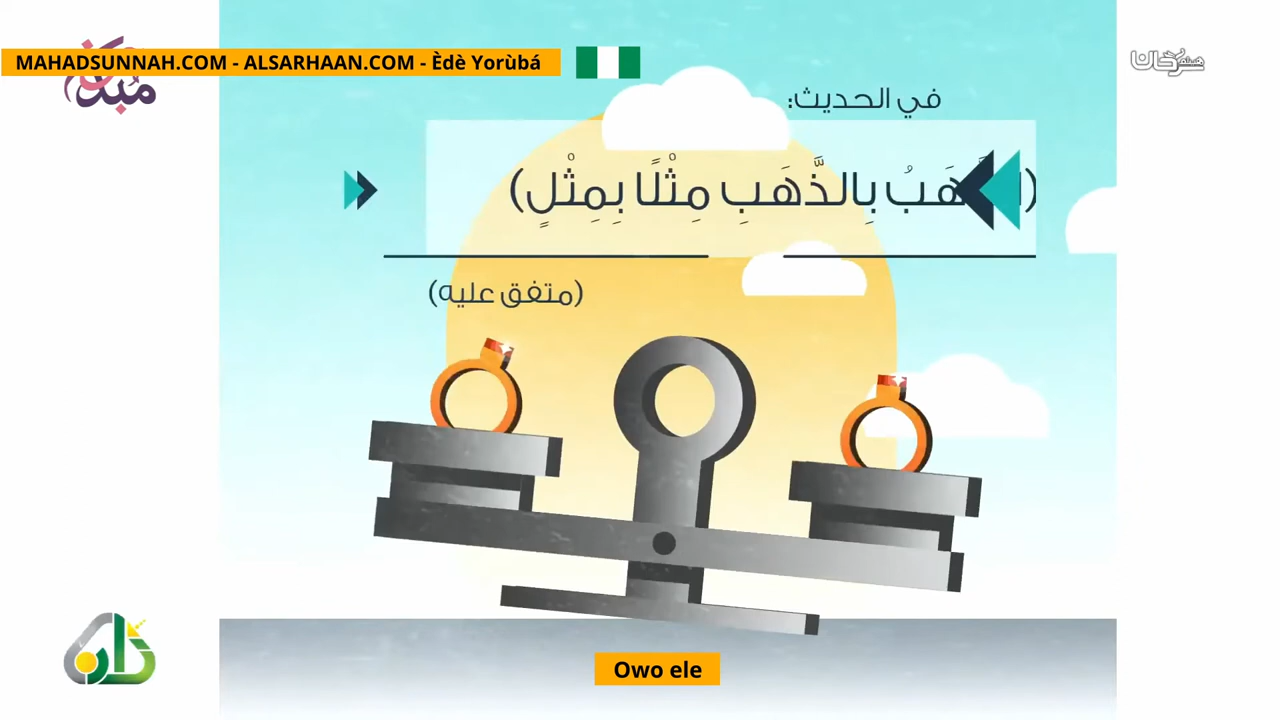 MAHADSUNNAH.COM - ALSARHAAN.COM - Èdè Yorùbá
في الحديث:
بِالذَّهَبِ مِثْلًا بِمِثْلٍ)
(متفق عليه)
Owo ele